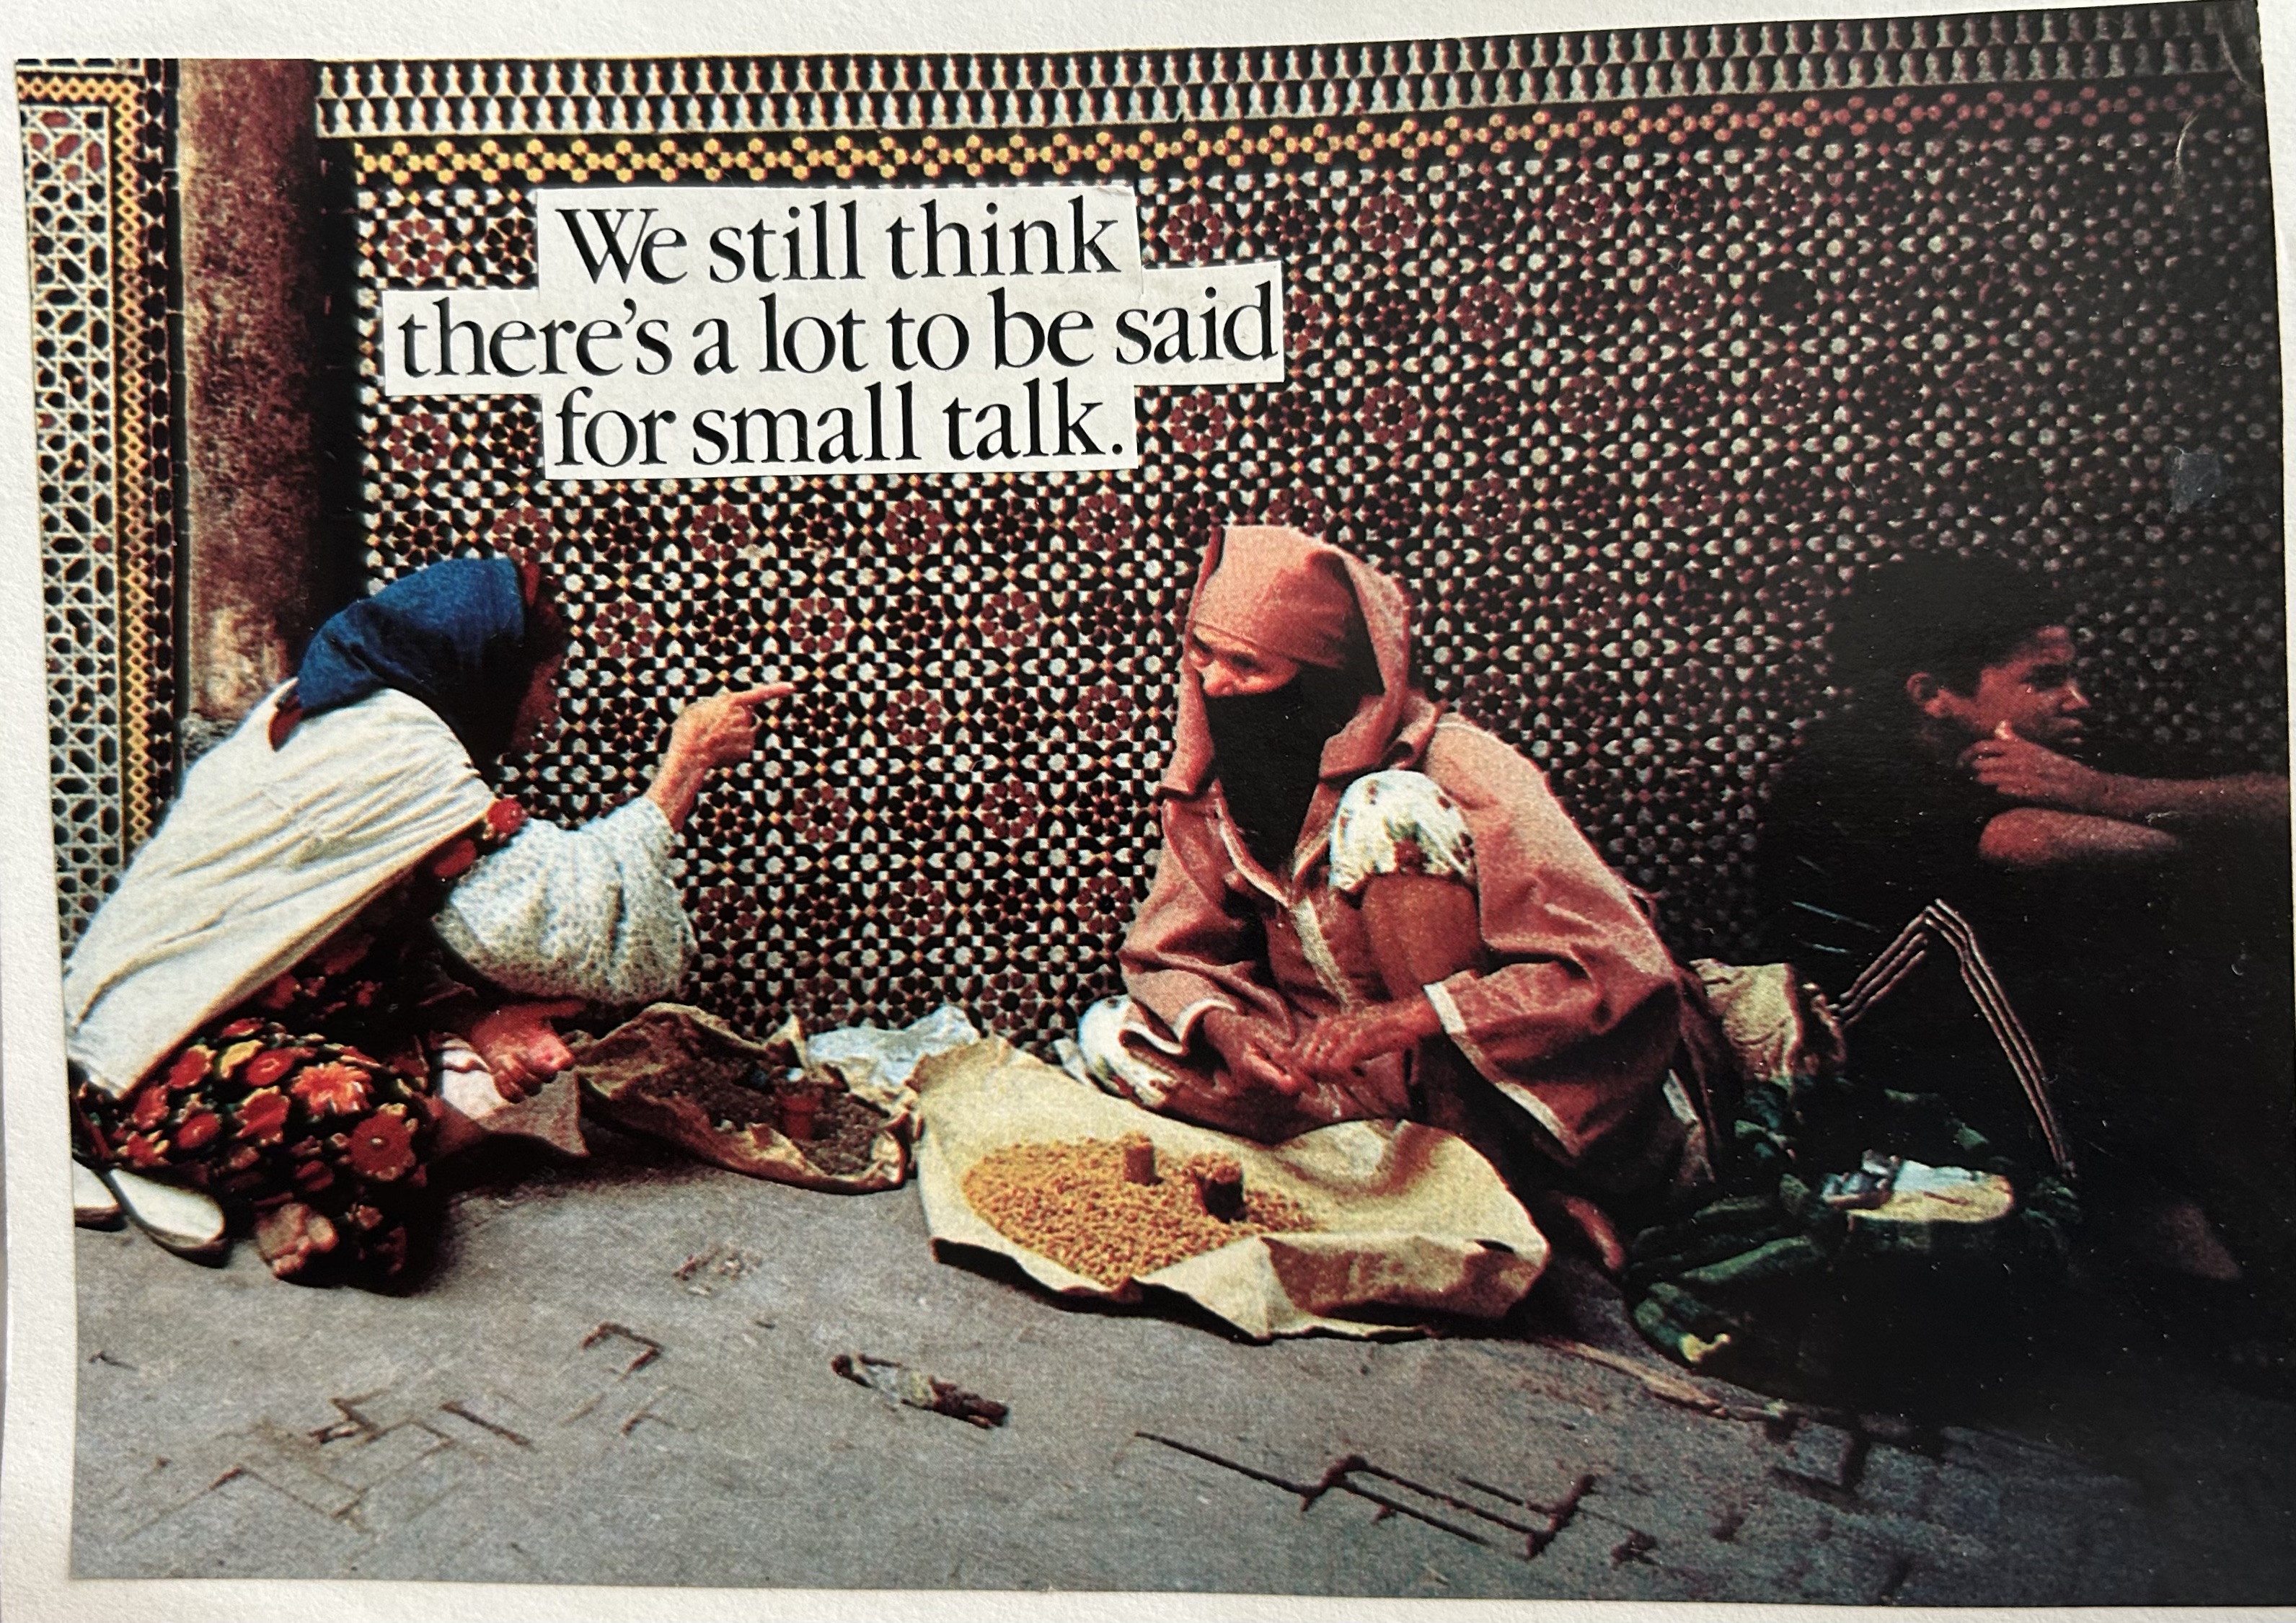 We still think
there's a lot to be said
for small talk.